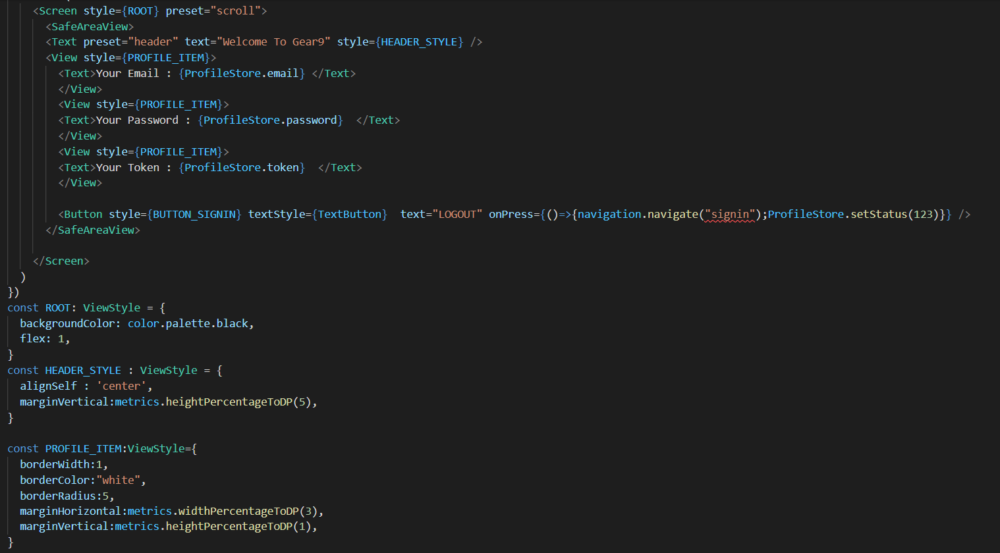 <Screen style={ROOT} preset="scroll">
<SafeAreaView>
<Text preset="header" text="Welcome To Gear9" style={HEADER_STYLE} />
<View style={PROFILE_ITEM}>
<Text>Your Email : {ProfileStore.email} </Text>
</View>
<View style={PROFILE_ITEM}>
<Text>Your Password : {ProfileStore.password}  </Text>
</View>
<View style={PROFILE_ITEM}>
<Text>Your Token : {ProfileStore.token}  </Text>
</View>
<Button style={BUTTON_SIGNIN} textStyle={TextButton}  text="LOGOUT" onPress={()=>{navigation.navigate("signin");ProfileStore.setStatus(123)}} />
</SafeAreaView>
</Screen>
)
})
const ROOT: ViewStyle = {
backgroundColor: color.palette.black,
flex: 1,
}
const HEADER_STYLE : ViewStyle = {
alignSelf : 'center',
marginVertical:metrics.heightPercentageToDP(5),
}
const PROFILE_ITEM:ViewStyle={
borderWidth:1,
borderColor:"white",
borderRadius:5,
marginHorizontal:metrics.widthPercentageToDP(3),
marginVertical:metrics.heightPercentageToDP(1),
}